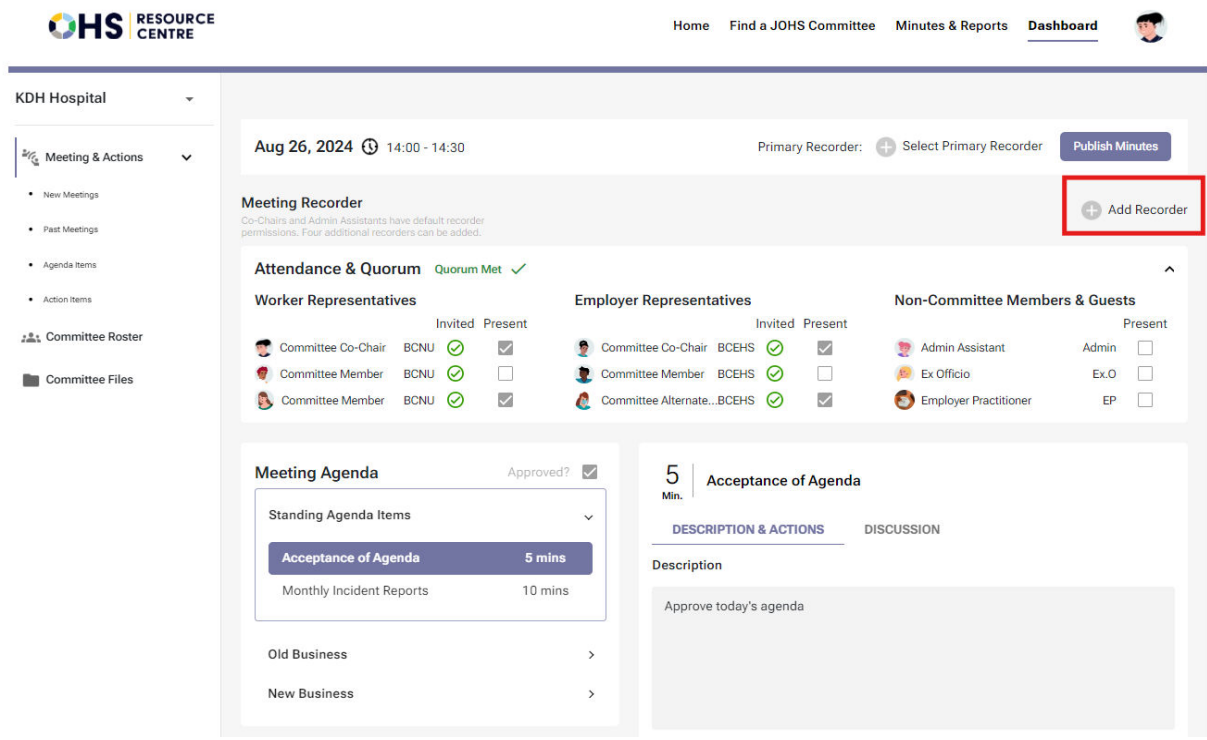 OHS RESOURCE CENTRE
Home Find a JOHS Committee Minutes & Reports Dashboard
KDH Hospital
Meeting & Actions
New Meetings
Past Meetings
Agenda Items
Action Items
Committee Roster
Committee Files
Aug 26, 2024 14:00 - 14:30 Primary Recorder: Select Primary Recorder Publish Minutes
Meeting Recorder
Co-Chairs and Admin Assistants have default recorder
permissions. Four additional recorders can be added.
Add Recorder
Attendance & Quorum Quorum Met
Worker Representatives
Invited Present
Committee Co-Chair BCNU
Committee Member BCNU
Committee Member BCNU
Employer Representatives
Invited Present
Committee Co-Chair BCEHS
Committee Member BCEHS
Committee Alternate...BCEHS
Non-Committee Members & Guests
Present
Admin Assistant Admin
Ex Officio Ex.O
Employer Practitioner EP
Meeting Agenda Approved?
Standing Agenda Items
Acceptance of Agenda 5 mins
Monthly Incident Reports 10 mins
Old Business
New Business
5 Min. Acceptance of Agenda
DESCRIPTION & ACTIONS DISCUSSION
Description
Approve today's agenda